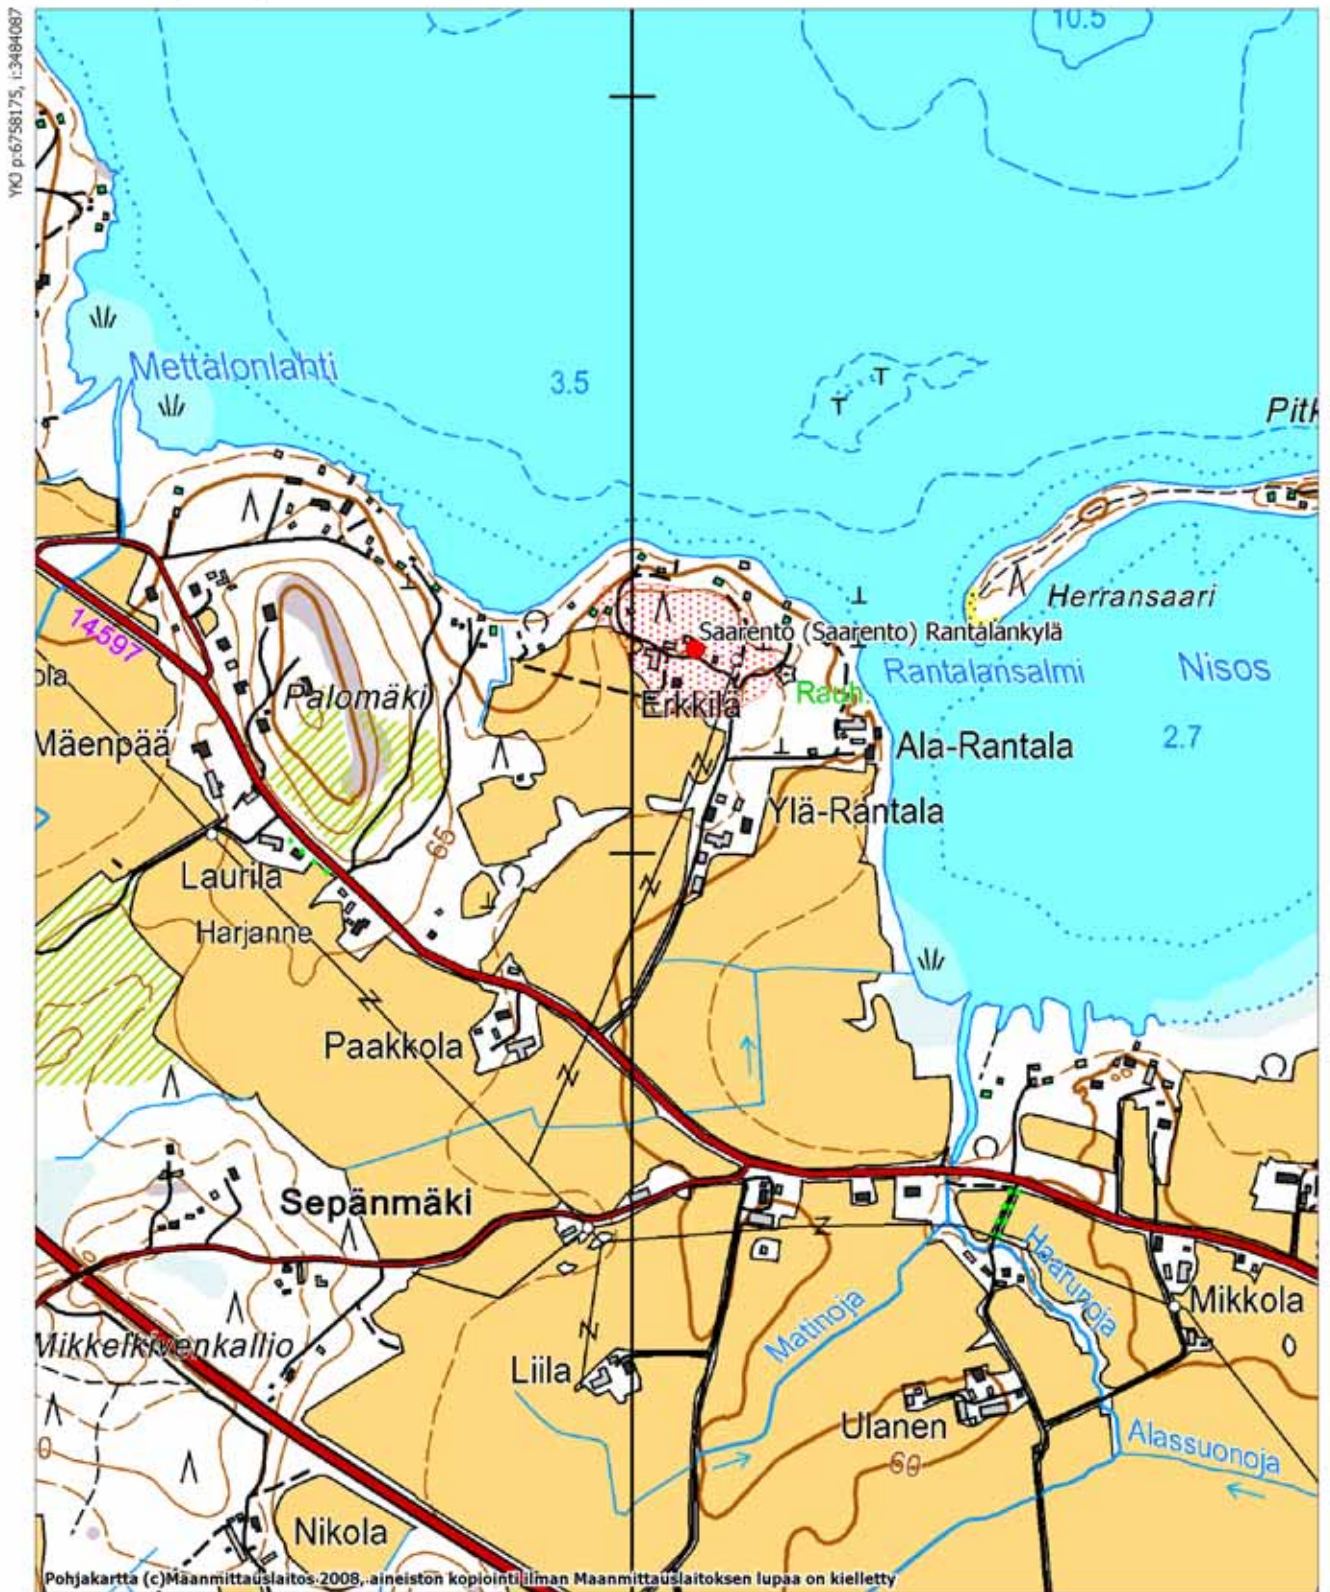 YKJ p:6758175, i:3484087
10.5
Mettalonlahti
3.5
T
T
Pitk
14597
Herransaari
Saarento (Saarento) Rantalankylä
Rantalansalmi
Nisos
ola
Palomäki
Erkkilä
Rauh.
Mäenpää
Ala-Rantala
2.7
Ylä-Rantala
65
Laurila
Harjanne
Paakkola
Sepänmäki
Haarunoja
Matinoja
Mikkola
Mikkelkivenkallio
Liila
Ulanen
Alassuonoja
60
Nikola
Pohjakartta (c)Maanmittauslaitos 2008, aineiston kopiointi ilman Maanmittauslaitoksen lupaa on kielletty